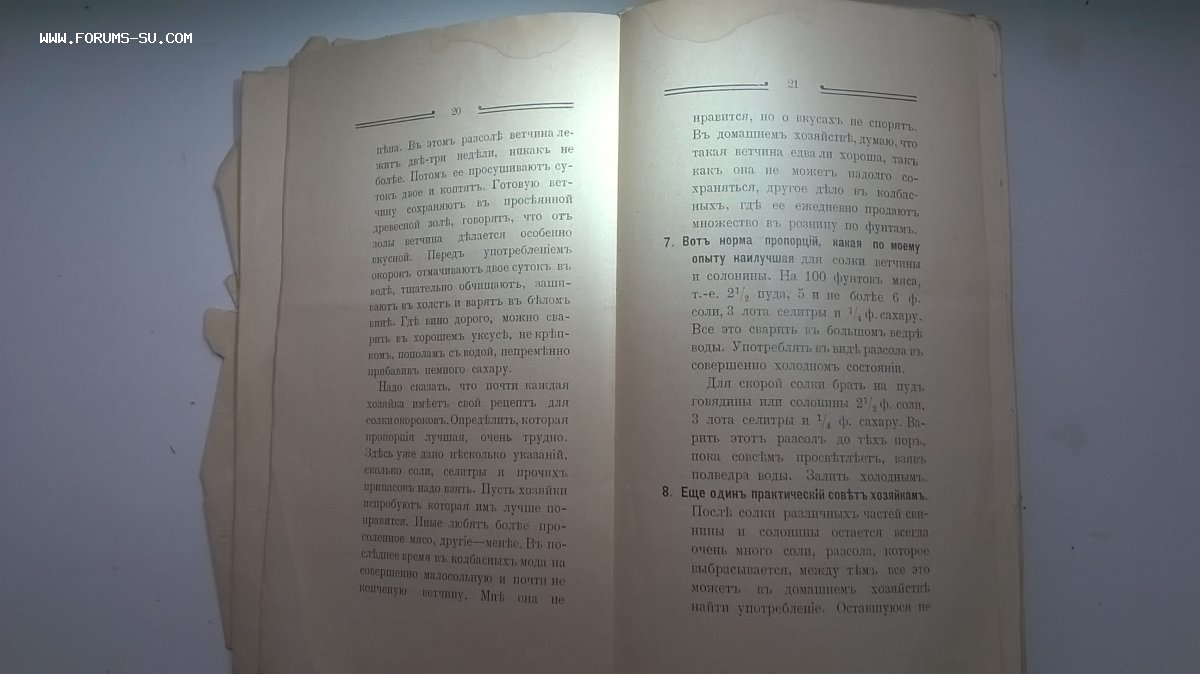 WWW.FORUMS-SU.COM
20
пѣна. Въ этомъ разсолѣ ветчина ле-
житъ двѣ-три недѣли, никакъ не
болѣе. Потомъ ее просушиваютъ су-
токъ двое и коптятъ. Готовую вет-
чину сохраняютъ въ просѣянной
древесной золѣ, говорятъ, что отъ
золы ветчина дѣлается особенно
вкусной. Передъ употребленіемъ
окорокъ отмачиваютъ двое сутокъ въ
водѣ, тщательно обчищаютъ, заши-
ваютъ въ холстъ и варятъ въ бѣломъ
винѣ. Гдѣ вино дорого, можно сва-
рить въ хорошемъ уксусѣ, не крѣп-
комъ, пополамъ съ водой, непремѣнно
прибавивъ немного сахару.
Надо сказать, что почти каждая
хозяйка имѣетъ свой рецептъ для
солки окороковъ. Опредѣлить, которая
пропорція лучшая, очень трудно.
Здѣсь уже дано нѣсколько указаній,
сколько соли, селитры и прочихъ
припасовъ надо взять. Пусть хозяйки
испробуютъ которая имъ лучше по-
нравится. Иные любятъ болѣе про-
соленное мясо, другіе—менѣе. Въ по-
слѣднее время въ колбасныхъ мода на
совершенно малосольную и почти не
копченую ветчину. Мнѣ она не
21
нравится, но о вкусахъ не спорятъ.
Въ домашнемъ хозяйствѣ, думаю, что
такая ветчина едва ли хороша, такъ
какъ она не можетъ надолго со-
храняться, другое дѣло въ колбас-
ныхъ, гдѣ ее ежедневно продаютъ
множество въ розницу по фунтамъ.
7. Вотъ норма пропорцій, какая по моему
опыту наилучшая для солки ветчины
и солонины. На 100 фунтовъ мяса,
т.-е. 2½ пуда, 5 и не болѣе 6 ф.
соли, 3 лота селитры и ¼ ф. сахару.
Все это сварить въ большомъ ведрѣ
воды. Употреблять въ видѣ разсола въ
совершенно холодномъ состояніи.
Для скорой солки брать на пудъ
говядины или солонины 2½ ф. соли,
3 лота селитры и ¼ ф. сахару. Ва-
рить этотъ разсолъ до тѣхъ поръ,
пока совсѣмъ просвѣтлѣетъ, взявъ
полведра воды. Залить холоднымъ.
8. Еще одинъ практическій совѣтъ хозяйкамъ.
Послѣ солки различныхъ частей сви-
нины и солонины остается всегда
очень много соли, разсола, которое
выбрасывается, между тѣмъ все это
можетъ въ домашнемъ хозяйствѣ
найти употребленіе. Оставшуюся не